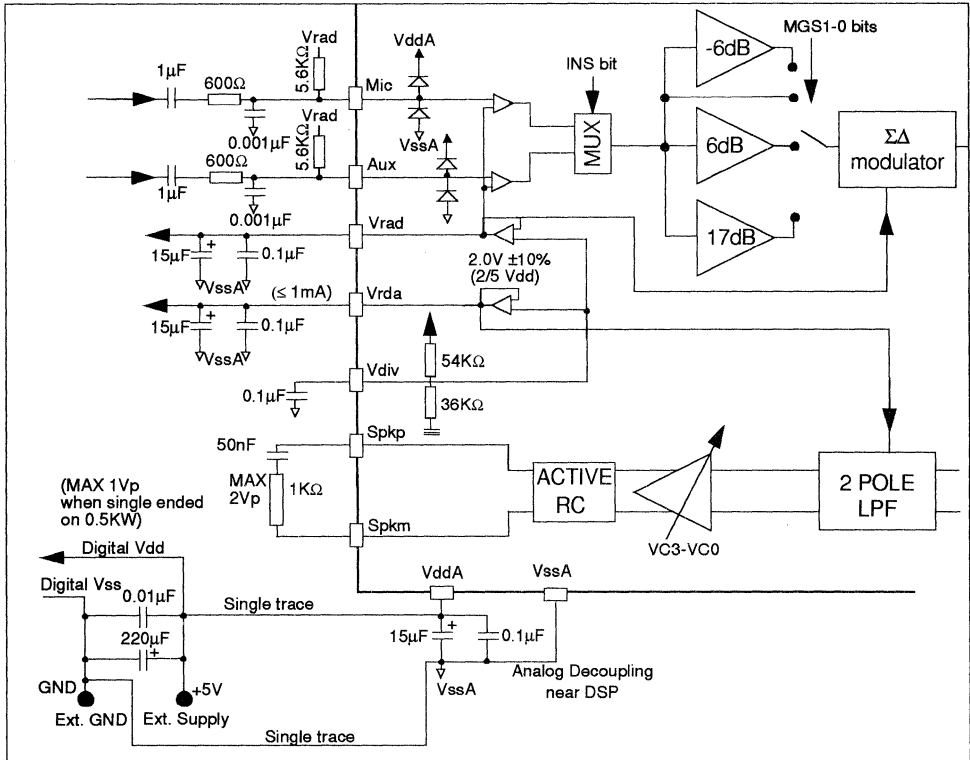 Vrad
VddA
-6dB
MGS1-0 bits
INS bit
1µF
600Ω
5.6KΩ
Mic
0.001µF
Vrad
VssA
MUX
6dB
ΣΔ
modulator
600Ω
5.6KΩ
Aux
1µF
0.001µF
Vrad
17dB
15µF
+
0.1µF
2.0V ±10%
(2/5 Vdd)
VssA
(≤ 1mA)
Vrda
15µF
+
0.1µF
VssA
54KΩ
Vdiv
0.1µF
36KΩ
Spkp
50nF
MAX
2Vp
1KΩ
ACTIVE
RC
2 POLE
LPF
(MAX 1Vp
when single ended
on 0.5KW)
Spkm
VC3-VC0
Digital Vdd
VddA
VssA
Digital Vss
0.01µF
Single trace
220µF
+
15µF
+
0.1µF
VssA
Analog Decoupling
near DSP
GND
+5V
Ext. GND
Ext. Supply
Single trace